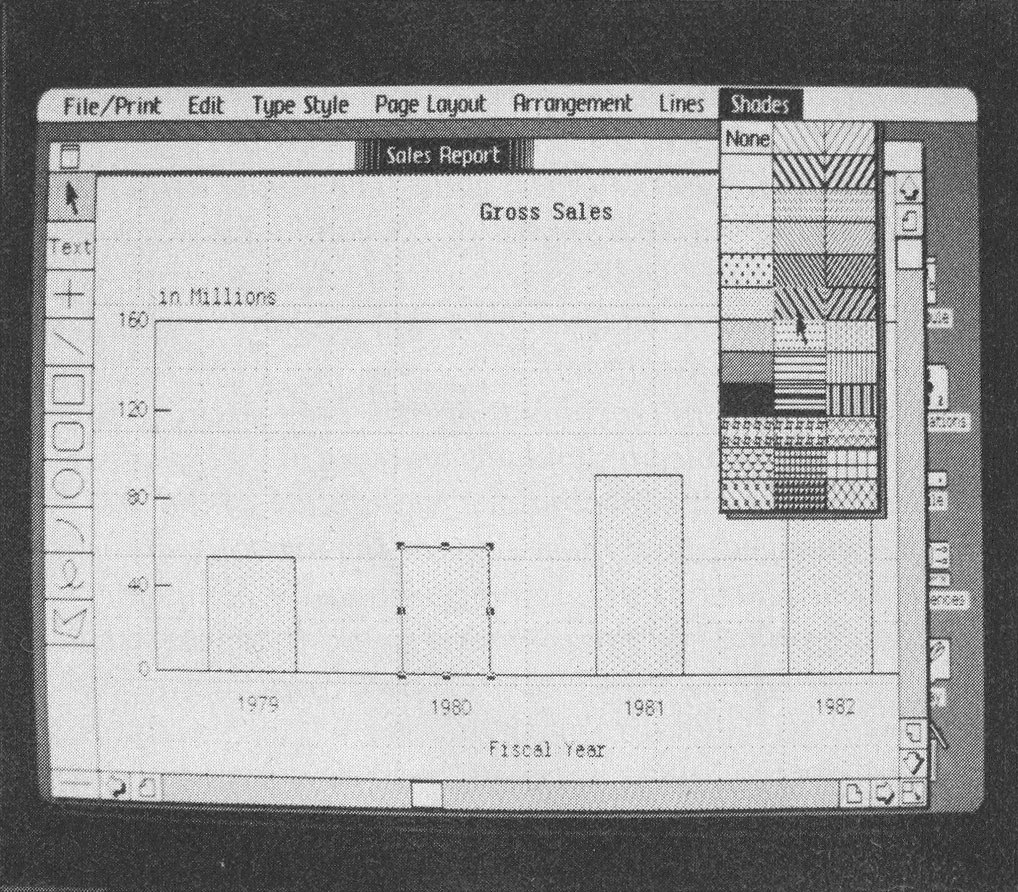 File/Print Edit Type Style Page Layout Arrangement Lines Shades
None
Sales Report
Text
Gross Sales
in Millions
160
120
80
40
0
1979 1980 1981 1982
Fiscal Year